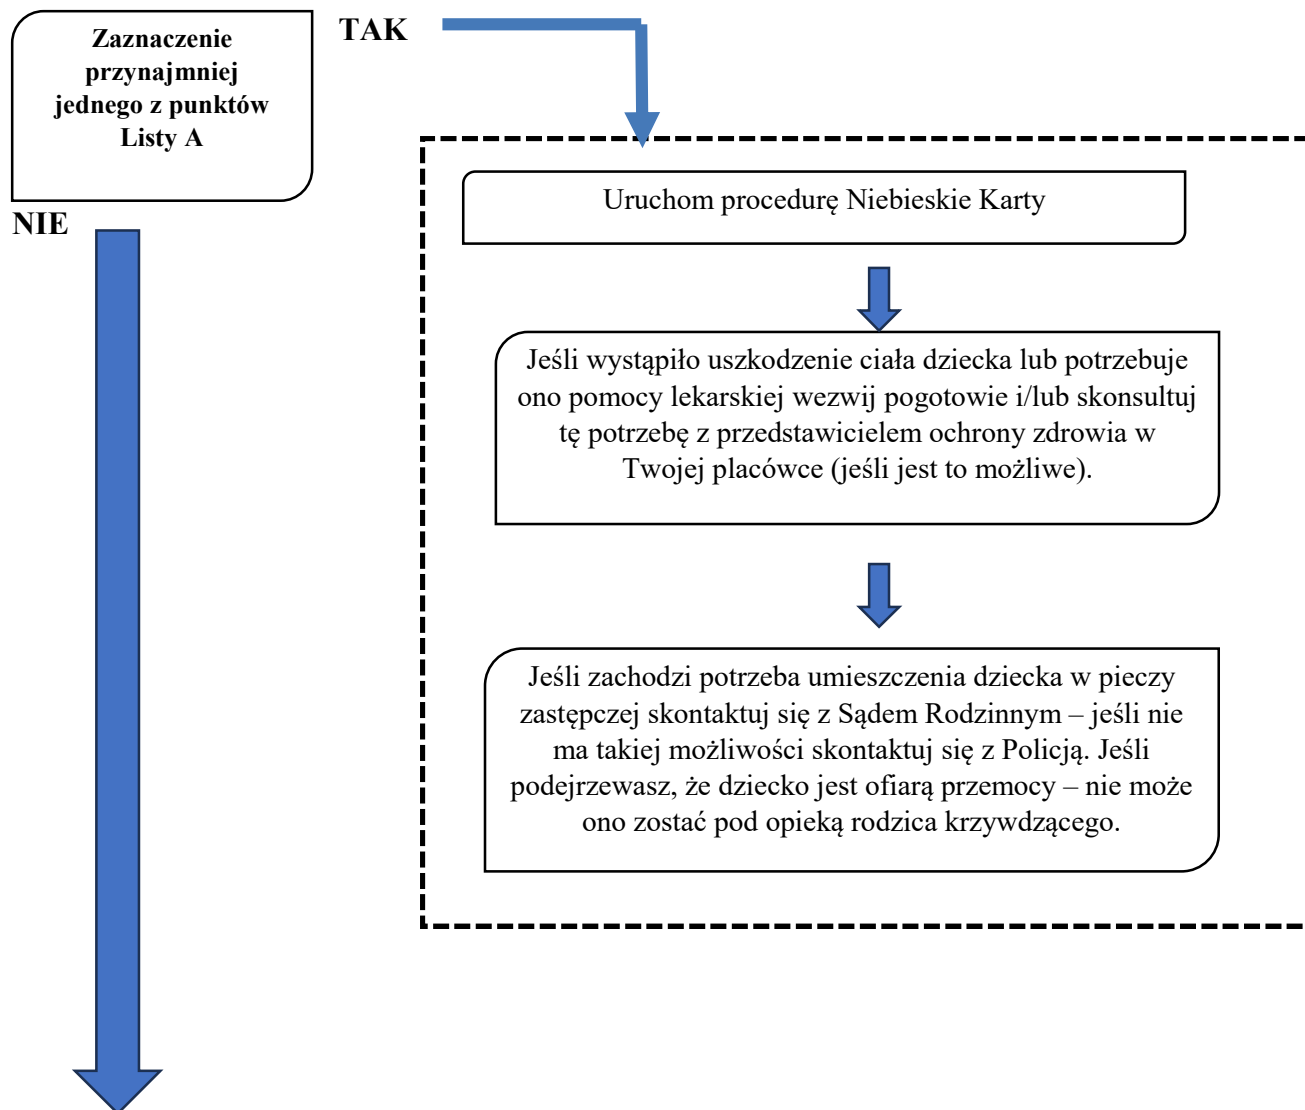 Zaznaczenie
przynajmniej
jednego z punktów
Listy A
TAK
NIE
Uruchom procedurę Niebieskie Karty
Jeśli wystąpiło uszkodzenie ciała dziecka lub potrzebuje
ono pomocy lekarskiej wezwij pogotowie i/lub skonsultuj
tę potrzebę z przedstawicielem ochrony zdrowia w
Twojej placówce (jeśli jest to możliwe).
Jeśli zachodzi potrzeba umieszczenia dziecka w pieczy
zastępczej skontaktuj się z Sądem Rodzinnym – jeśli nie
ma takiej możliwości skontaktuj się z Policją. Jeśli
podejrzewasz, że dziecko jest ofiarą przemocy – nie może
ono zostać pod opieką rodzica krzywdzącego.